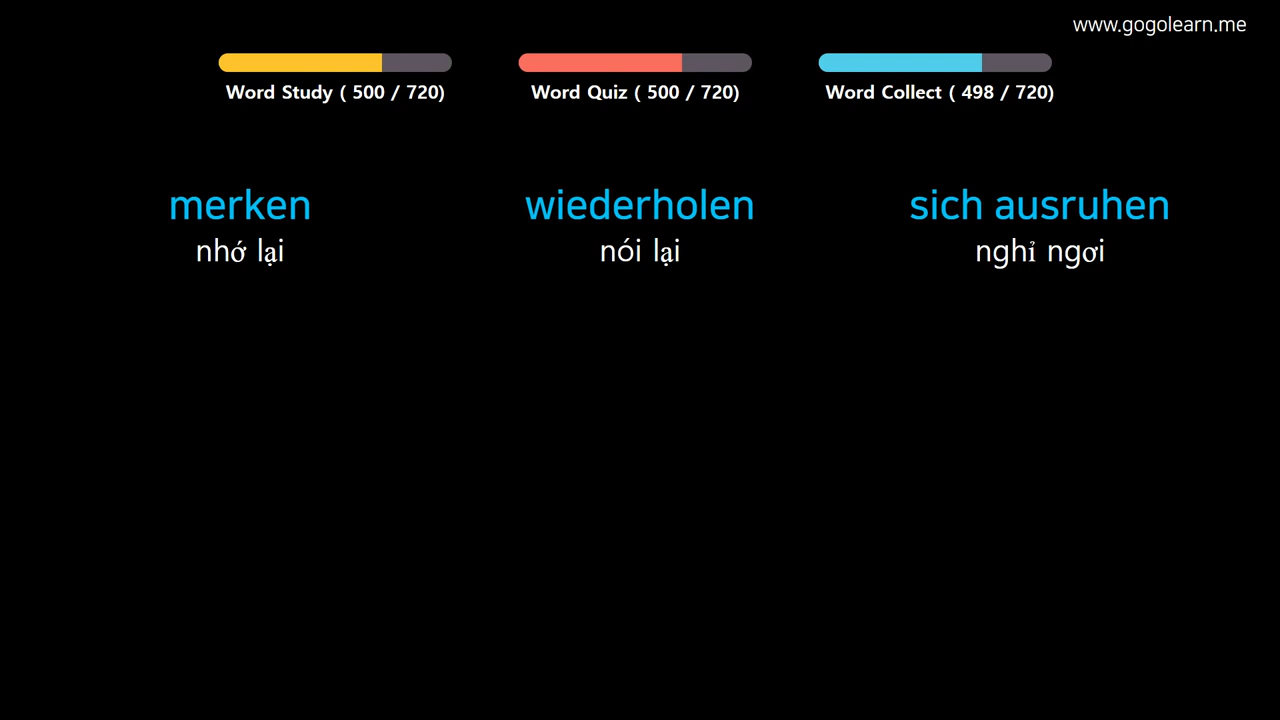 www.gogolearn.me
Word Study ( 500 / 720)
Word Quiz ( 500 / 720)
Word Collect ( 498 / 720)
merken
nhớ lại
wiederholen
nói lại
sich ausruhen
nghỉ ngơi